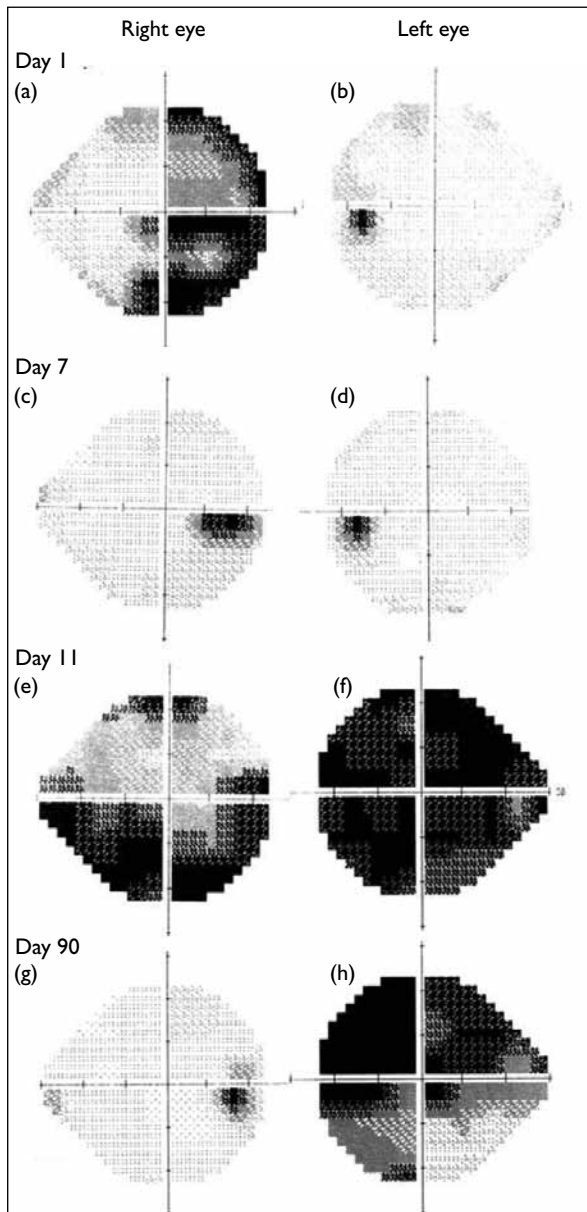 Right eye Left eye
Day 1
(a) (b)
Day 7
(c) (d)
Day 11
(e) (f)
Day 90
(g) (h)